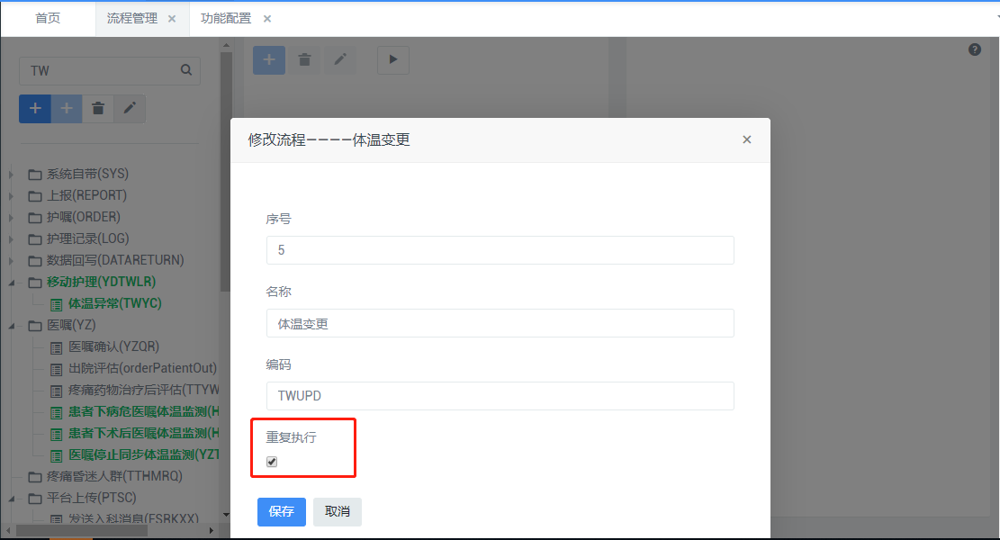 首页
流程管理 ×
功能配置 ×
TW
系统自带(SYS)
上报(REPORT)
护嘱(ORDER)
护理记录(LOG)
数据回写(DATARETURN)
移动护理(YDTWLR)
体温异常(TWYC)
医嘱(YZ)
医嘱确认(YZQR)
出院评估(orderPatientOut)
疼痛药物治疗后评估(TTYW
患者下病危医嘱体温监测(H
患者下术后医嘱体温监测(H
医嘱停止同步体温监测(YZT
疼痛昏迷人群(TTHMRQ)
平台上传(PTSC)
发送入科消息(FSRKXX)
修改流程————体温变更 ×
序号
5
名称
体温变更
编码
TWUPD
重复执行
保存
取消